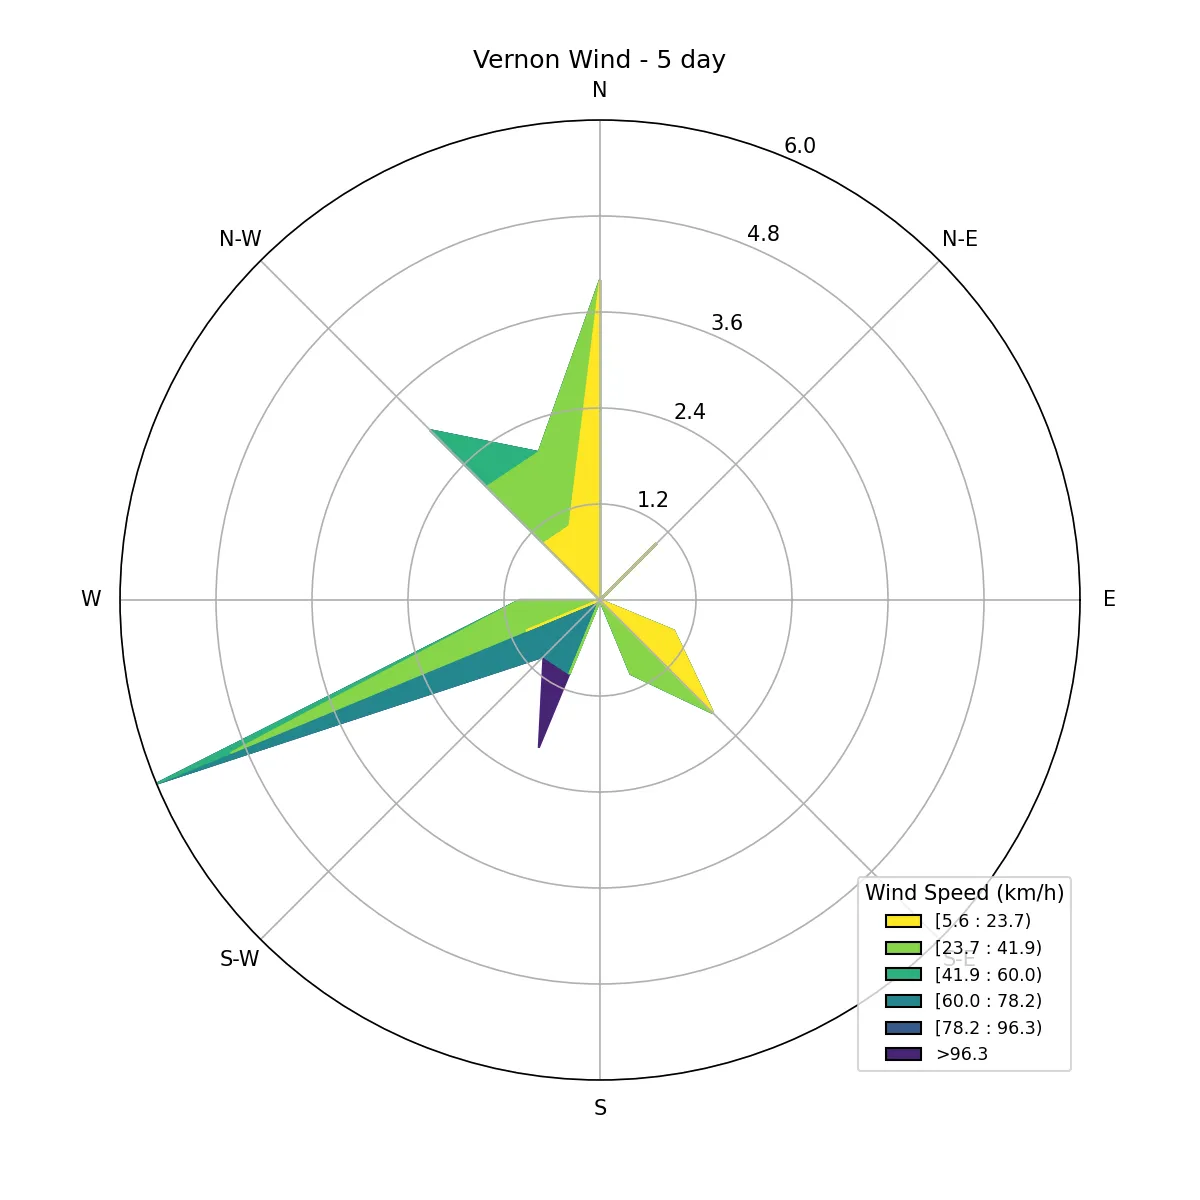 Vernon Wind - 5 day
N
6.0
N-W
4.8
N-E
3.6
2.4
1.2
W
E
Wind Speed (km/h)
[5.6 : 23.7)
[23.7 : 41.9)
S-W
S-E
[41.9 : 60.0)
[60.0 : 78.2)
[78.2 : 96.3)
>96.3
S